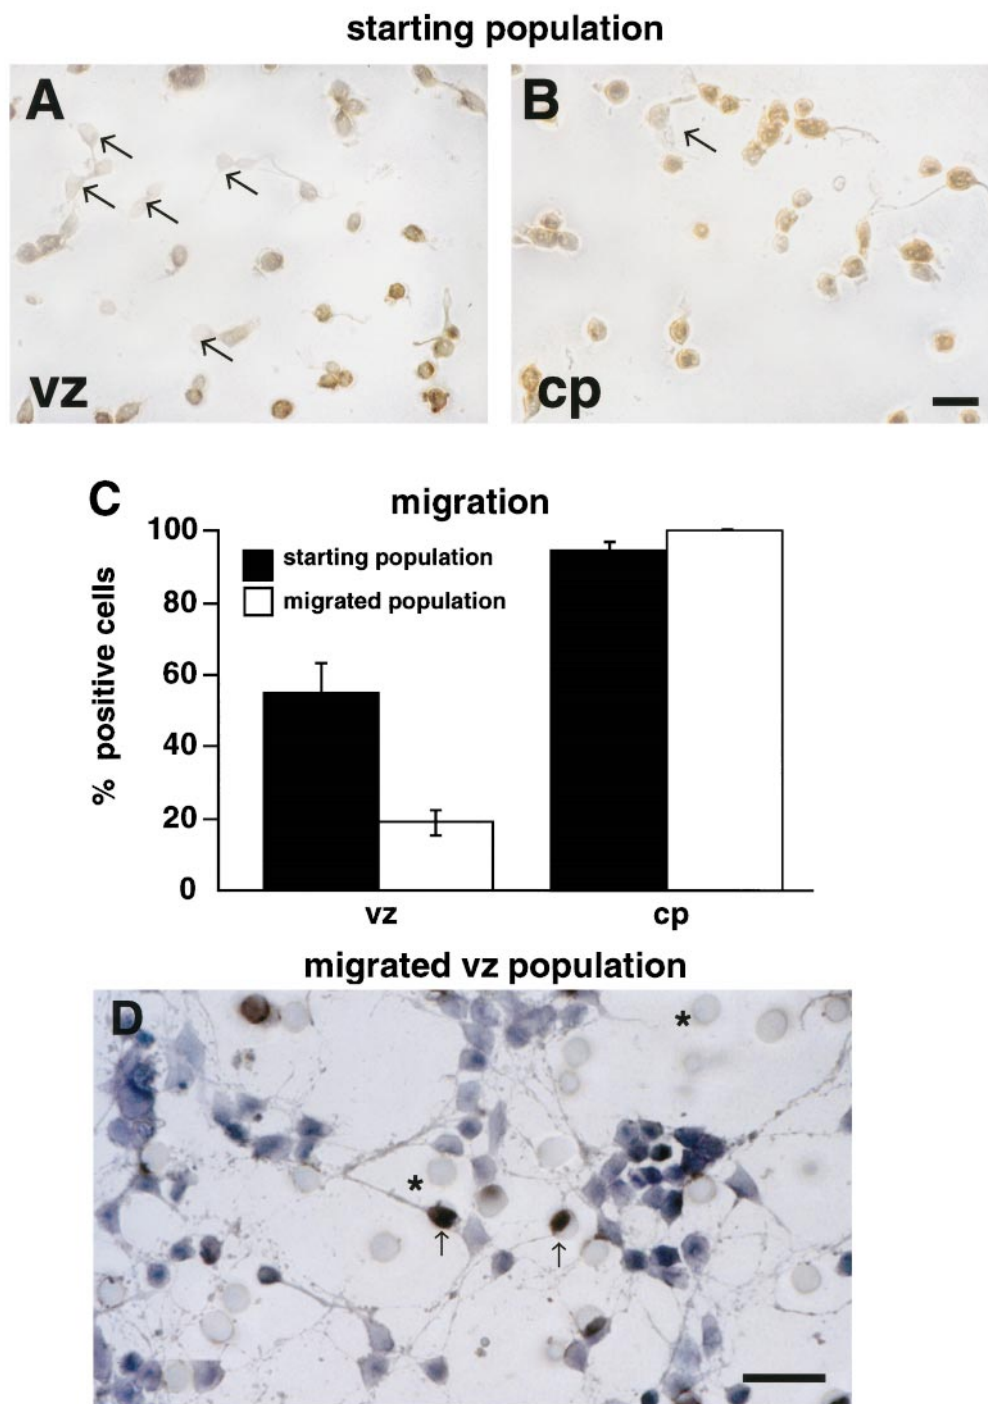 starting population
A
B
vz
cp
C
migration
100
80
60
40
20
0
% positive cells
starting population
migrated population
vz
cp
migrated vz population
D
*
*